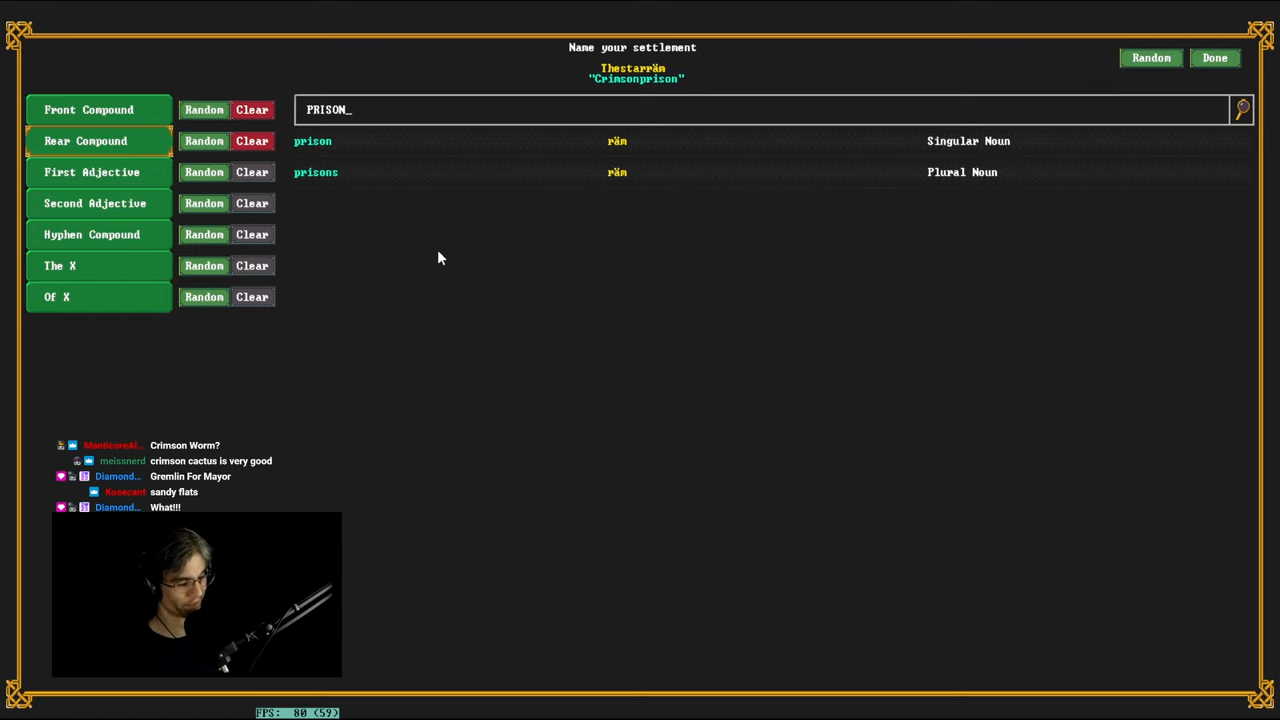 Name your settlement
Thestarräm
"Crimsonprison"
Random Done
Front Compound Random Clear PRISON_
Rear Compound Random Clear prison räm Singular Noun
First Adjective Random Clear prisons räm Plural Noun
Second Adjective Random Clear
Hyphen Compound Random Clear
The X Random Clear
Of X Random Clear
ManticoreAl... Crimson Worm?
meissnerd crimson cactus is very good
Diamond... Gremlin For Mayor
Kosecant sandy flats
Diamond... What!!!
FPS: 80 (59)